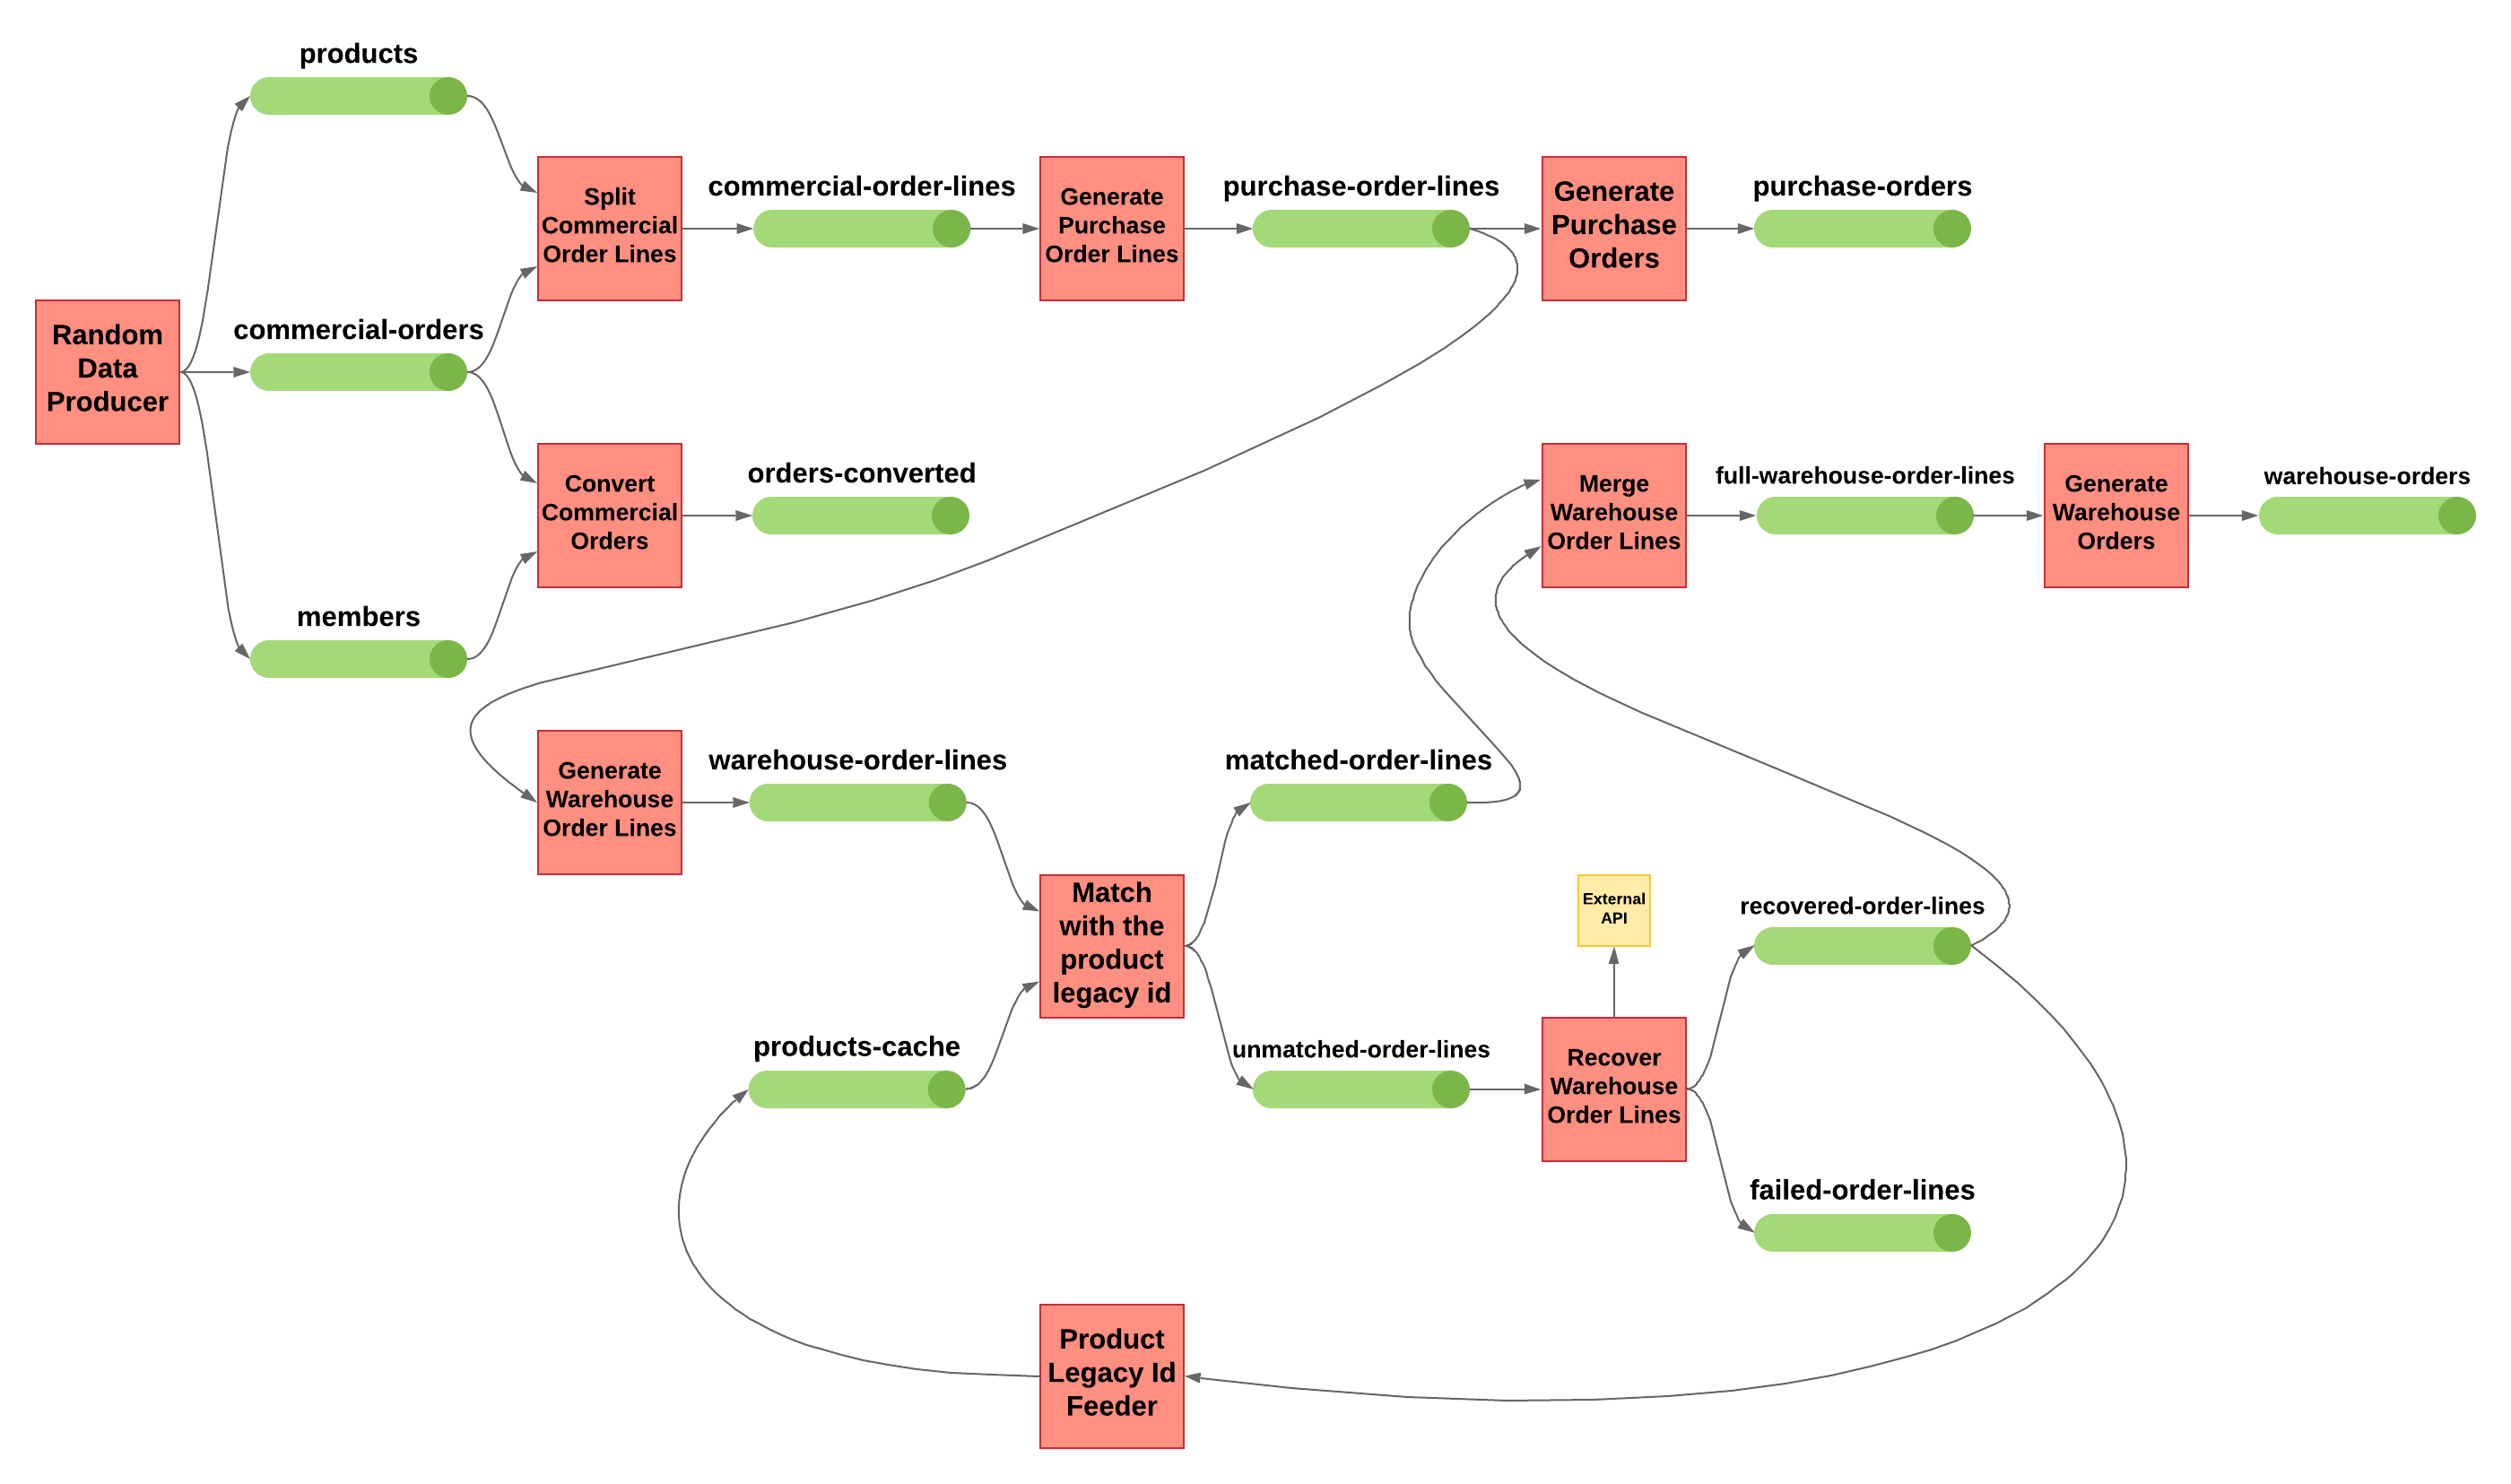 products
commercial-order-lines
purchase-order-lines
purchase-orders
Split
Commercial
Order Lines
Generate
Purchase
Order Lines
Generate
Purchase
Orders
commercial-orders
Random
Data
Producer
orders-converted
full-warehouse-order-lines
warehouse-orders
Convert
Commercial
Orders
Merge
Warehouse
Order Lines
Generate
Warehouse
Orders
members
warehouse-order-lines
matched-order-lines
Generate
Warehouse
Order Lines
Match
with the
product
legacy id
External
API
recovered-order-lines
products-cache
unmatched-order-lines
Recover
Warehouse
Order Lines
failed-order-lines
Product
Legacy Id
Feeder